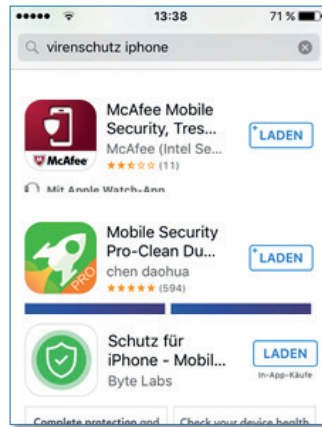 13:38
71 %
virenschutz iphone
McAfee Mobile
Security, Tres...
McAfee (Intel Se...
(11)
LADEN
McAfee
Mit Apple Watch-App
Mobile Security
Pro-Clean Du...
chen daohua
(594)
LADEN
PRO
Schutz für
iPhone - Mobil...
Byte Labs
LADEN
In-App-Käufe
Complete protection and
Check your device health